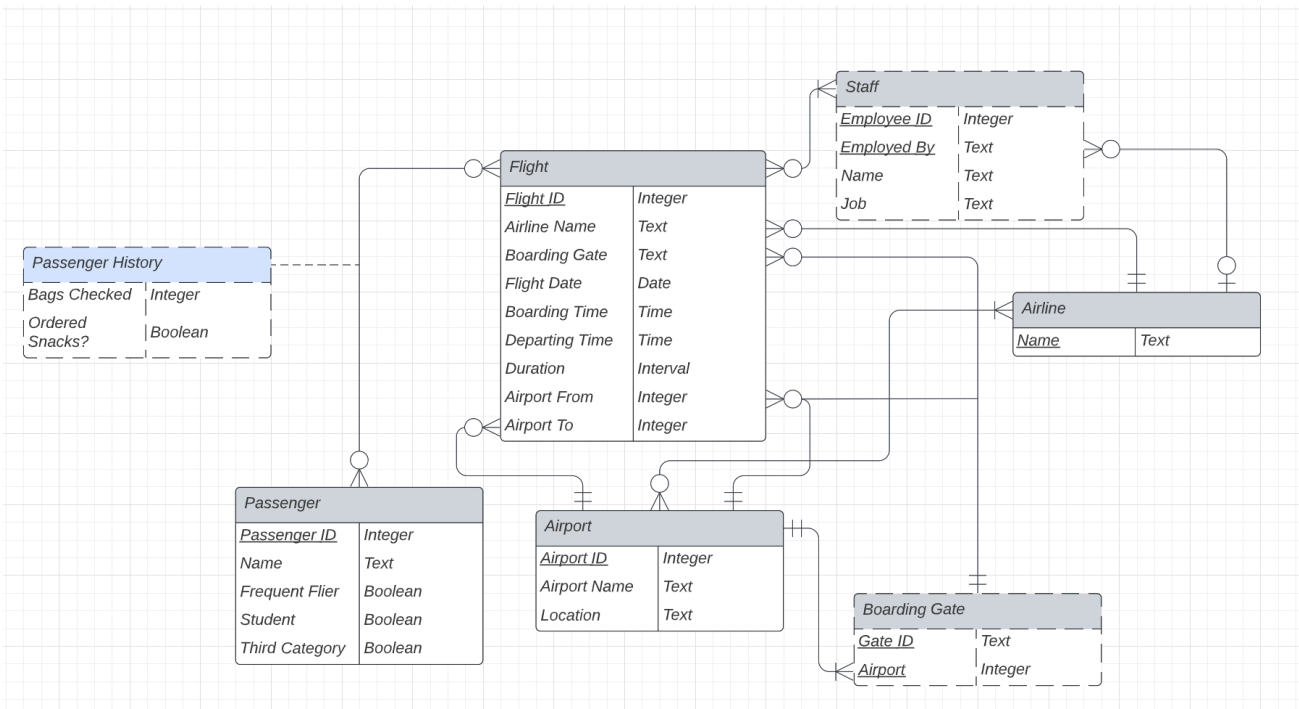 Staff
Employee ID Integer
Employed By Text
Name Text
Job Text
Flight
Flight ID Integer
Airline Name Text
Boarding Gate Text
Flight Date Date
Boarding Time Time
Departing Time Time
Duration Interval
Airport From Integer
Airport To Integer
Passenger History
Bags Checked Integer
Ordered
Snacks? Boolean
Airline
Name Text
Passenger
Passenger ID Integer
Name Text
Frequent Flier Boolean
Student Boolean
Third Category Boolean
Airport
Airport ID Integer
Airport Name Text
Location Text
Boarding Gate
Gate ID Text
Airport Integer